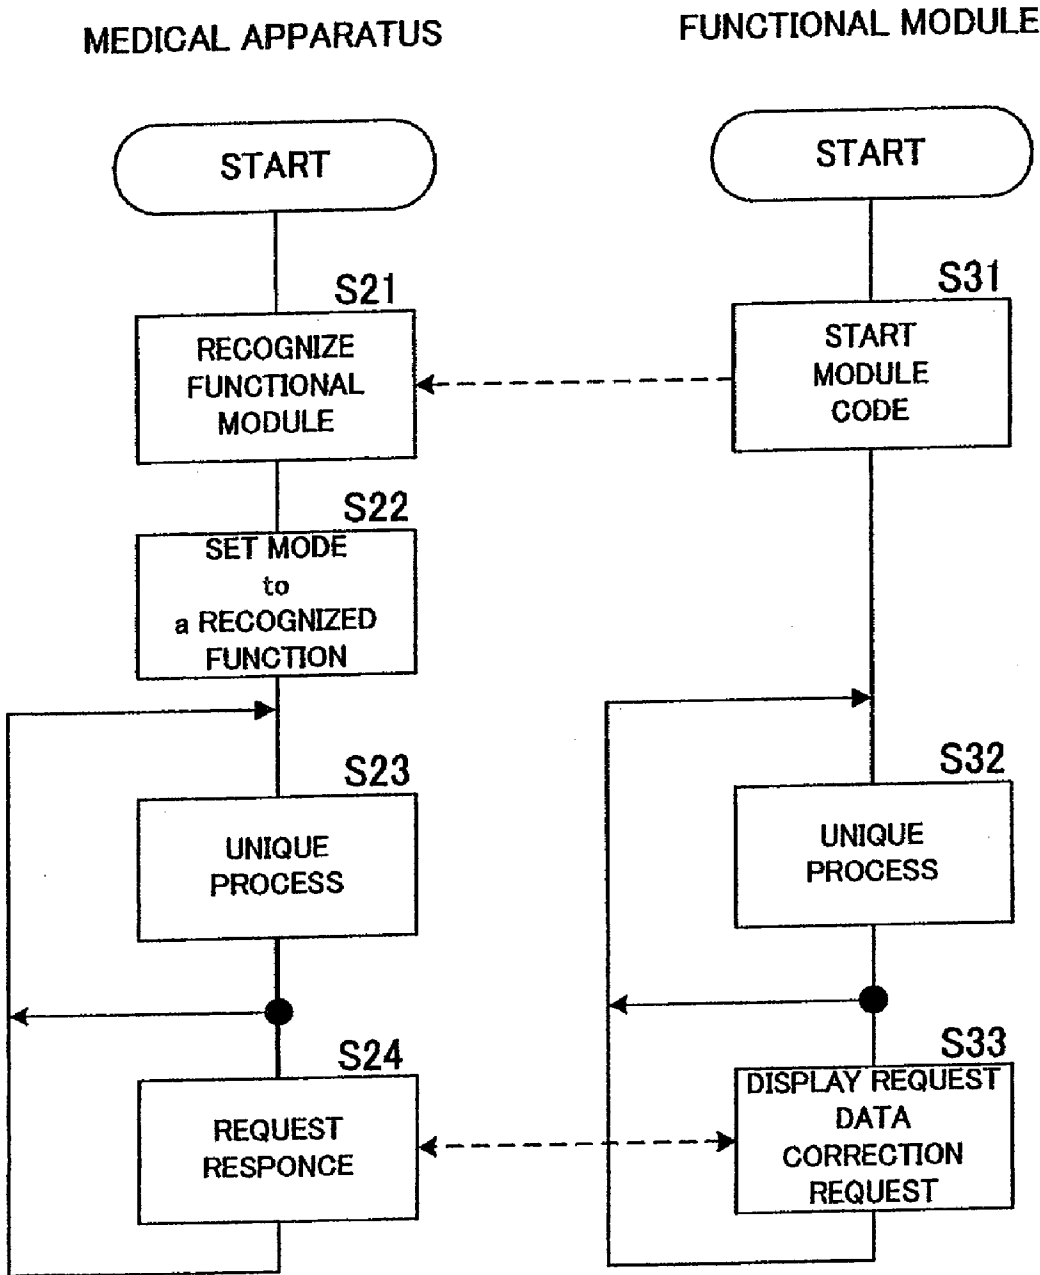 MEDICAL APPARATUS
START
S21
RECOGNIZE
FUNCTIONAL
MODULE
S22
SET MODE
to
a RECOGNIZED
FUNCTION
S23
UNIQUE
PROCESS
S24
REQUEST
RESPONCE
FUNCTIONAL MODULE
START
S31
START
MODULE
CODE
S32
UNIQUE
PROCESS
S33
DISPLAY REQUEST
DATA
CORRECTION
REQUEST